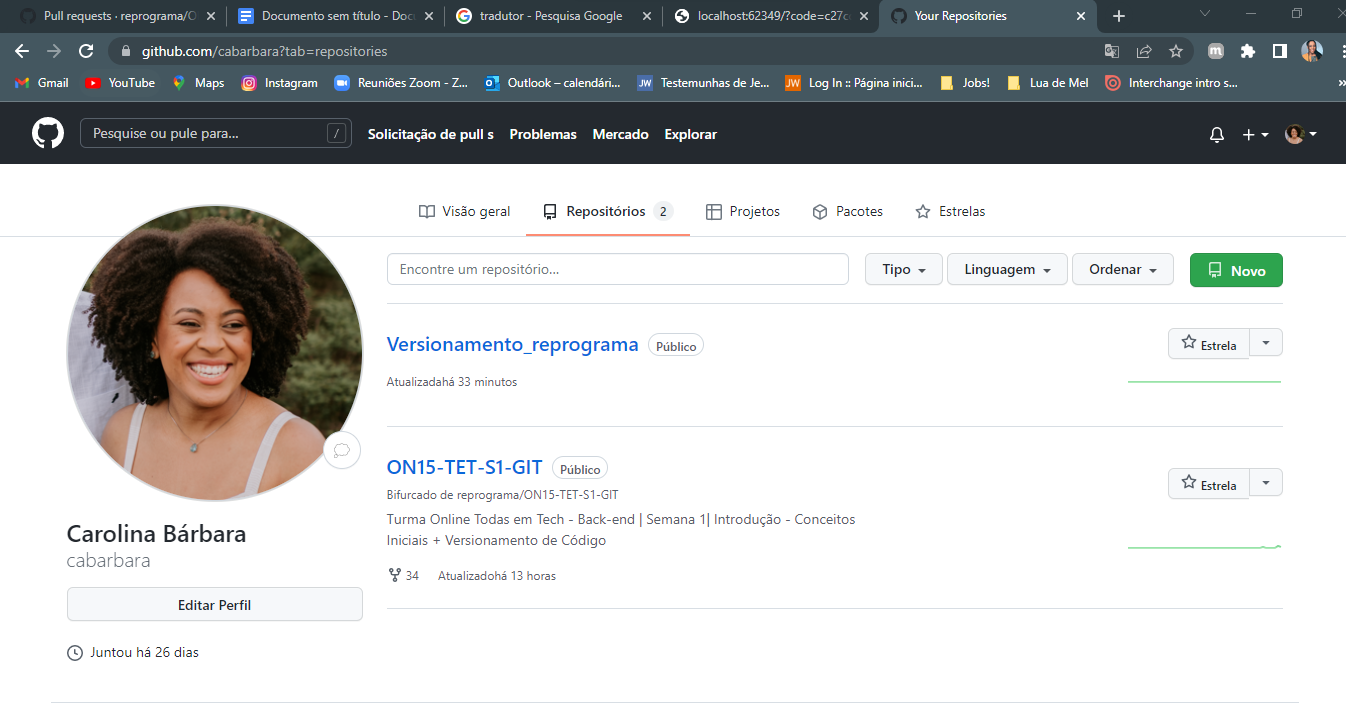 Pull requests · reprograma/O
Documento sem título - Doc
tradutor - Pesquisa Google
localhost:62349/?code=c27c
Your Repositories
github.com/cabarbara?tab=repositories
Gmail
YouTube
Maps
Instagram
Reuniões Zoom - Z...
Outlook – calendári...
JW
Testemunhas de Je...
JW
Log In :: Página inici...
Jobs!
Lua de Mel
Interchange intro s...
»
Pesquise ou pule para...
/
Solicitação de pull s
Problemas
Mercado
Explorar
Visão geral
Repositórios 2
Projetos
Pacotes
Estrelas
Encontre um repositório...
Tipo
Linguagem
Ordenar
Novo
Versionamento_reprograma Público
Estrela
Atualizadahá 33 minutos
ON15-TET-S1-GIT Público
Estrela
Bifurcado de reprograma/ON15-TET-S1-GIT
Turma Online Todas em Tech - Back-end | Semana 1| Introdução - Conceitos
Iniciais + Versionamento de Código
34 Atualizadohá 13 horas
Carolina Bárbara
cabarbara
Editar Perfil
Juntou há 26 dias